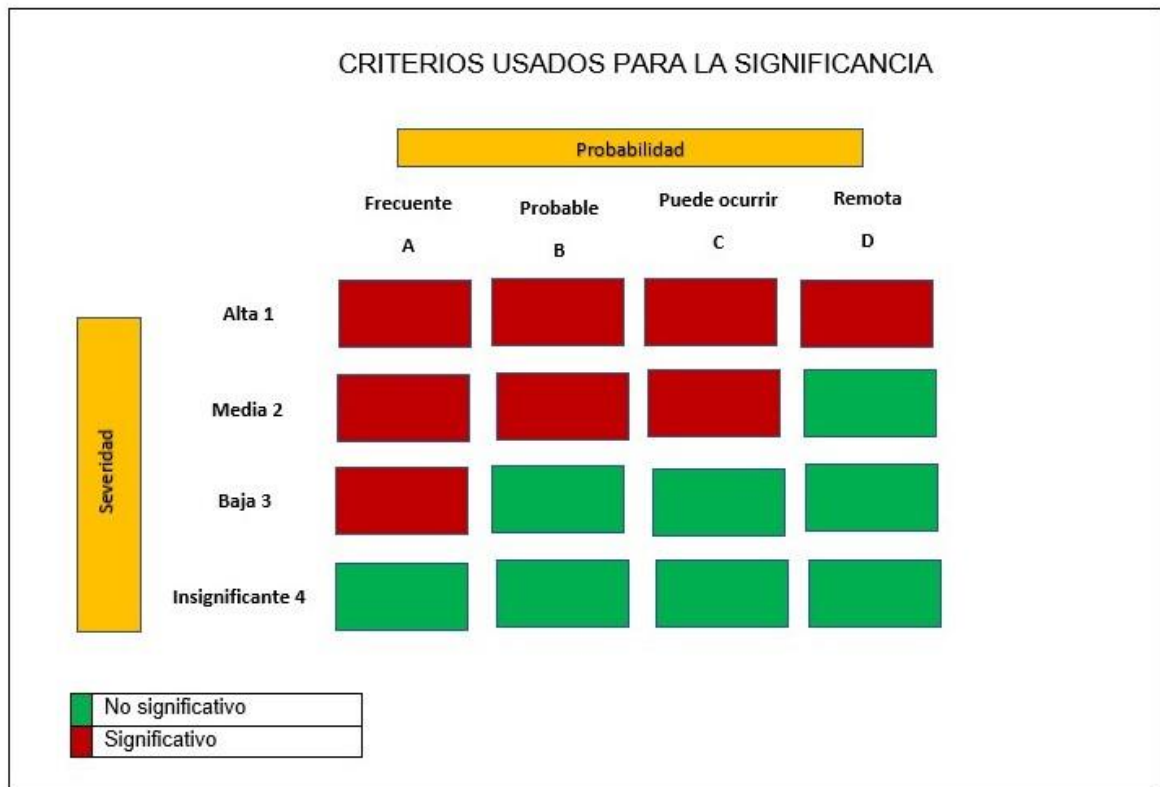 CRITERIOS USADOS PARA LA SIGNIFICANCIA
Probabilidad
Frecuente
Probable
Puede ocurrir
Remota
A
B
C
D
Severidad
Alta 1
Media 2
Baja 3
Insignificante 4
No significativo
Significativo